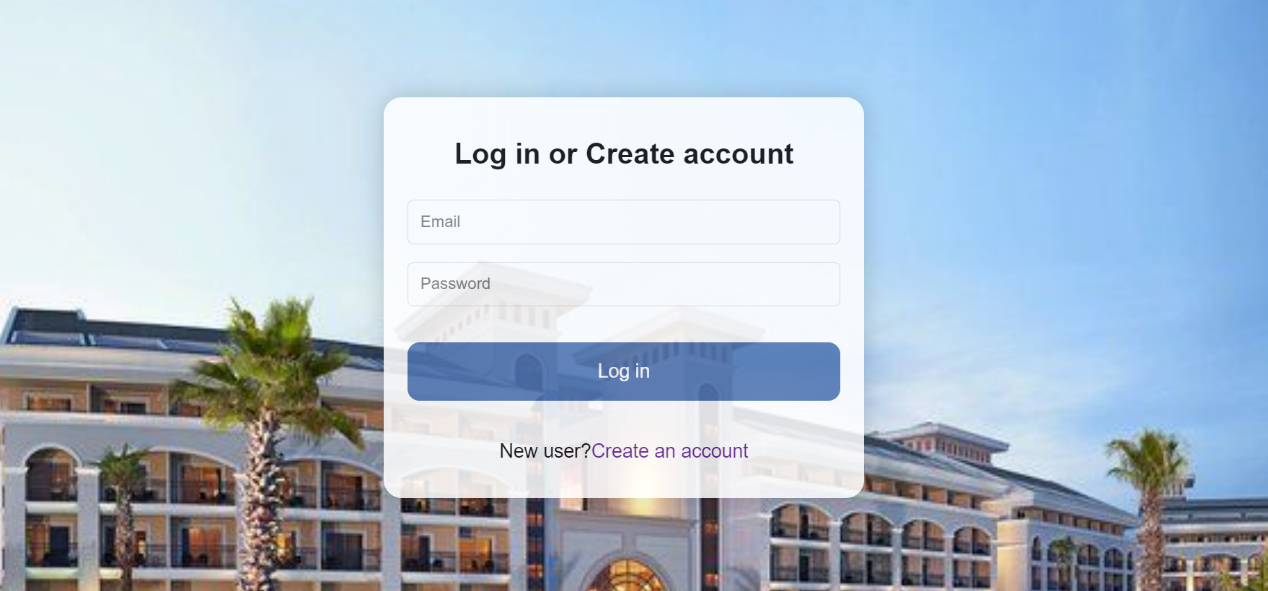 Log in or Create account
Email
Password
Log in
New user?Create an account